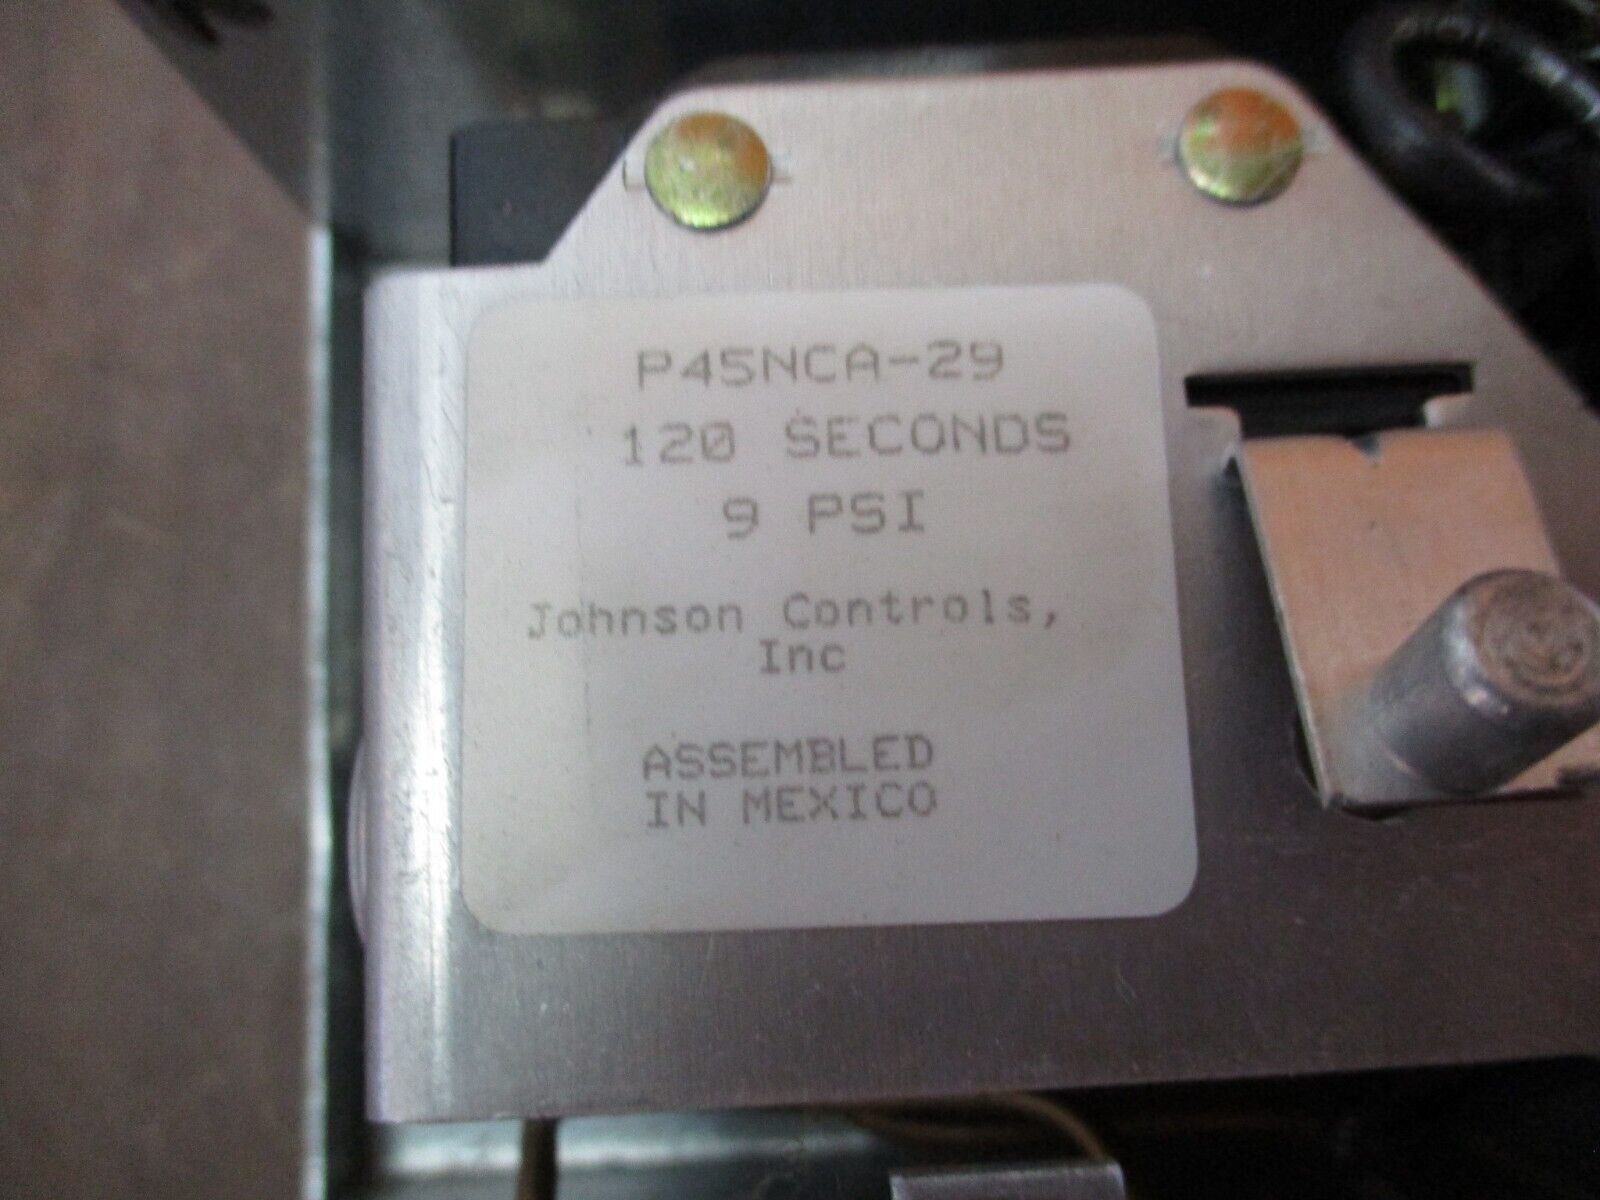 P45NCA-29
120 SECONDS
9 PSI
Johnson Controls,
Inc
ASSEMBLED
IN MEXICO